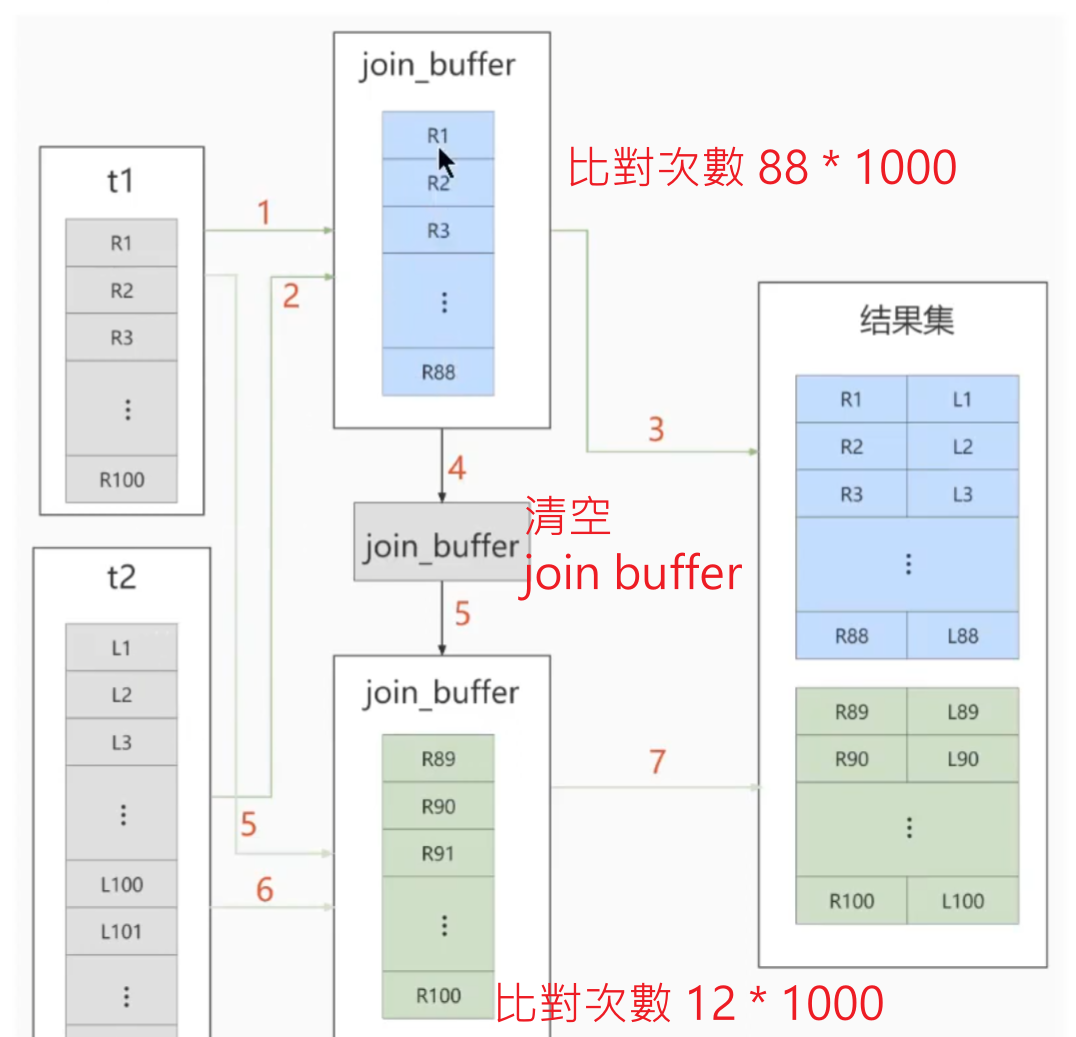 join_buffer
R1
R2
R3
⋮
R88
比對次數 88 * 1000
t1
R1
R2
R3
⋮
R100
1
2
3
4
清空
join_buffer
join buffer
5
t2
L1
L2
L3
⋮
L100
L101
⋮
5
6
join_buffer
R89
R90
R91
⋮
R100
比對次數 12 * 1000
7
结果集
R1 L1
R2 L2
R3 L3
⋮
R88 L88
R89 L89
R90 L90
⋮
R100 L100